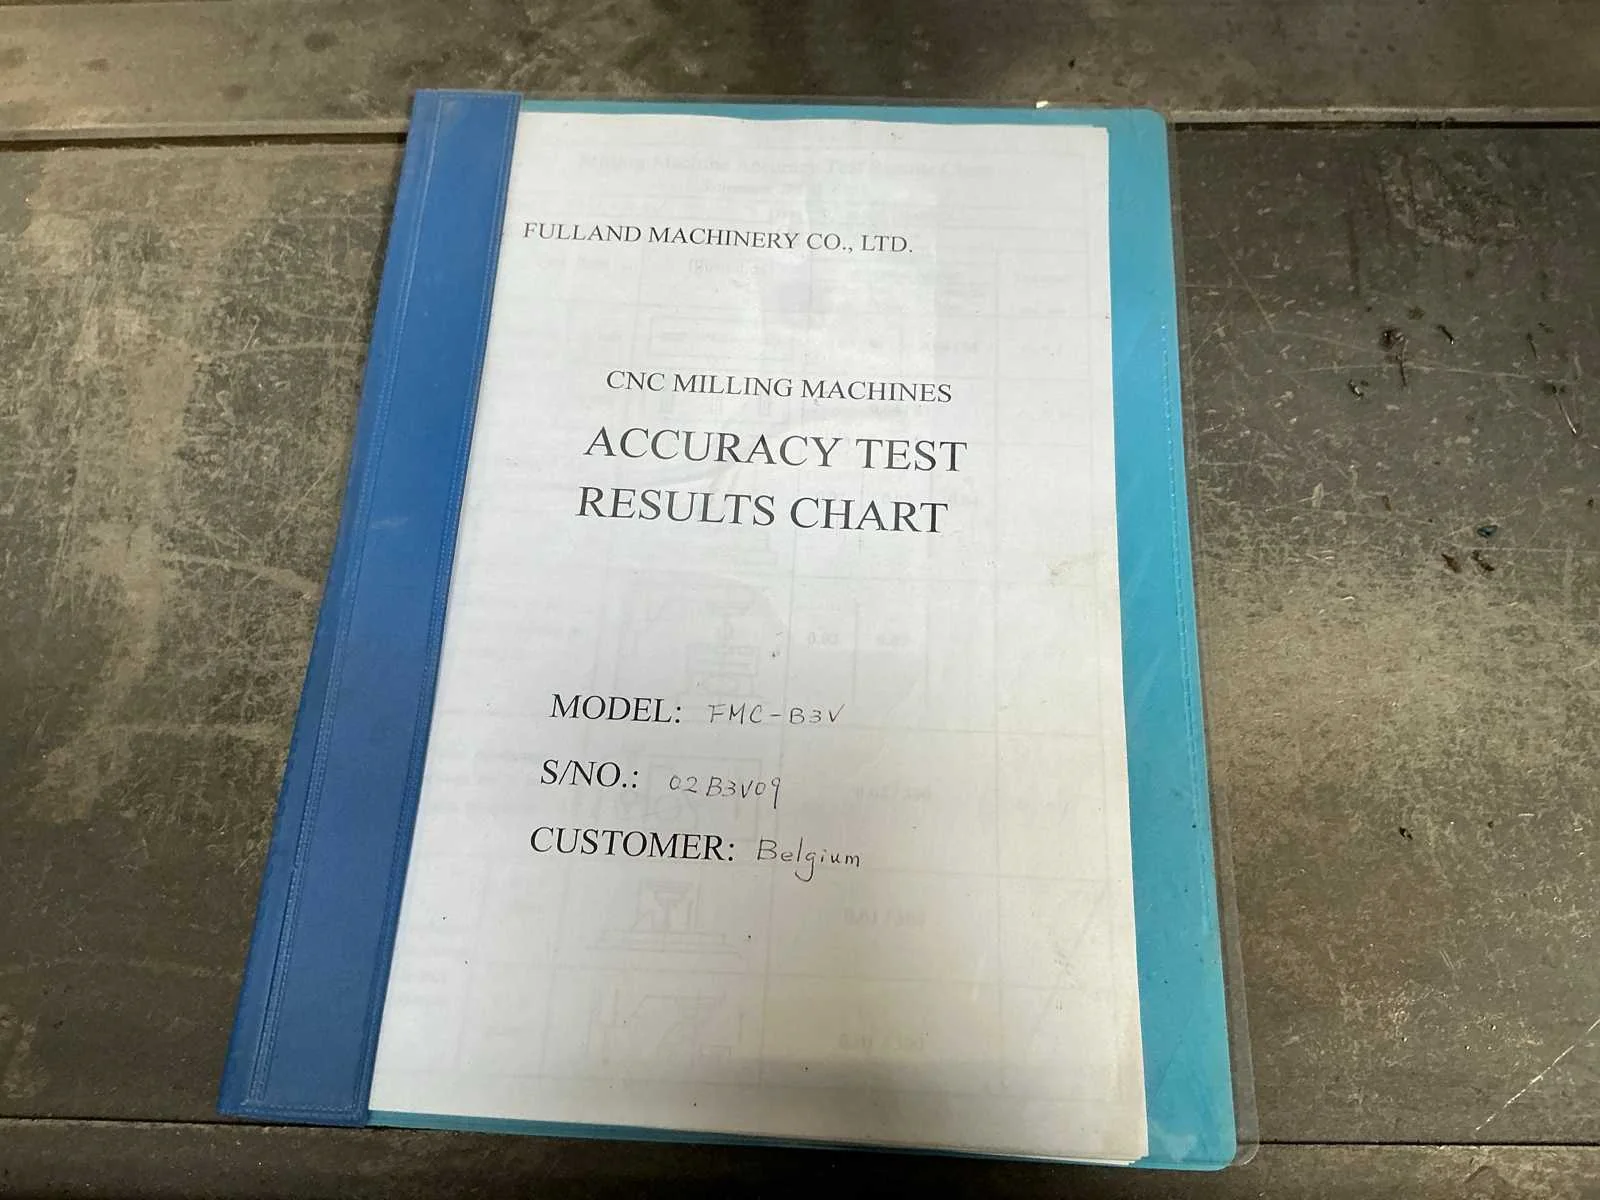 FULLAND MACHINERY CO., LTD.
CNC MILLING MACHINES
ACCURACY TEST
RESULTS CHART
MODEL: FMC-B3V
S/NO.: 02B3V09
CUSTOMER: Belgium